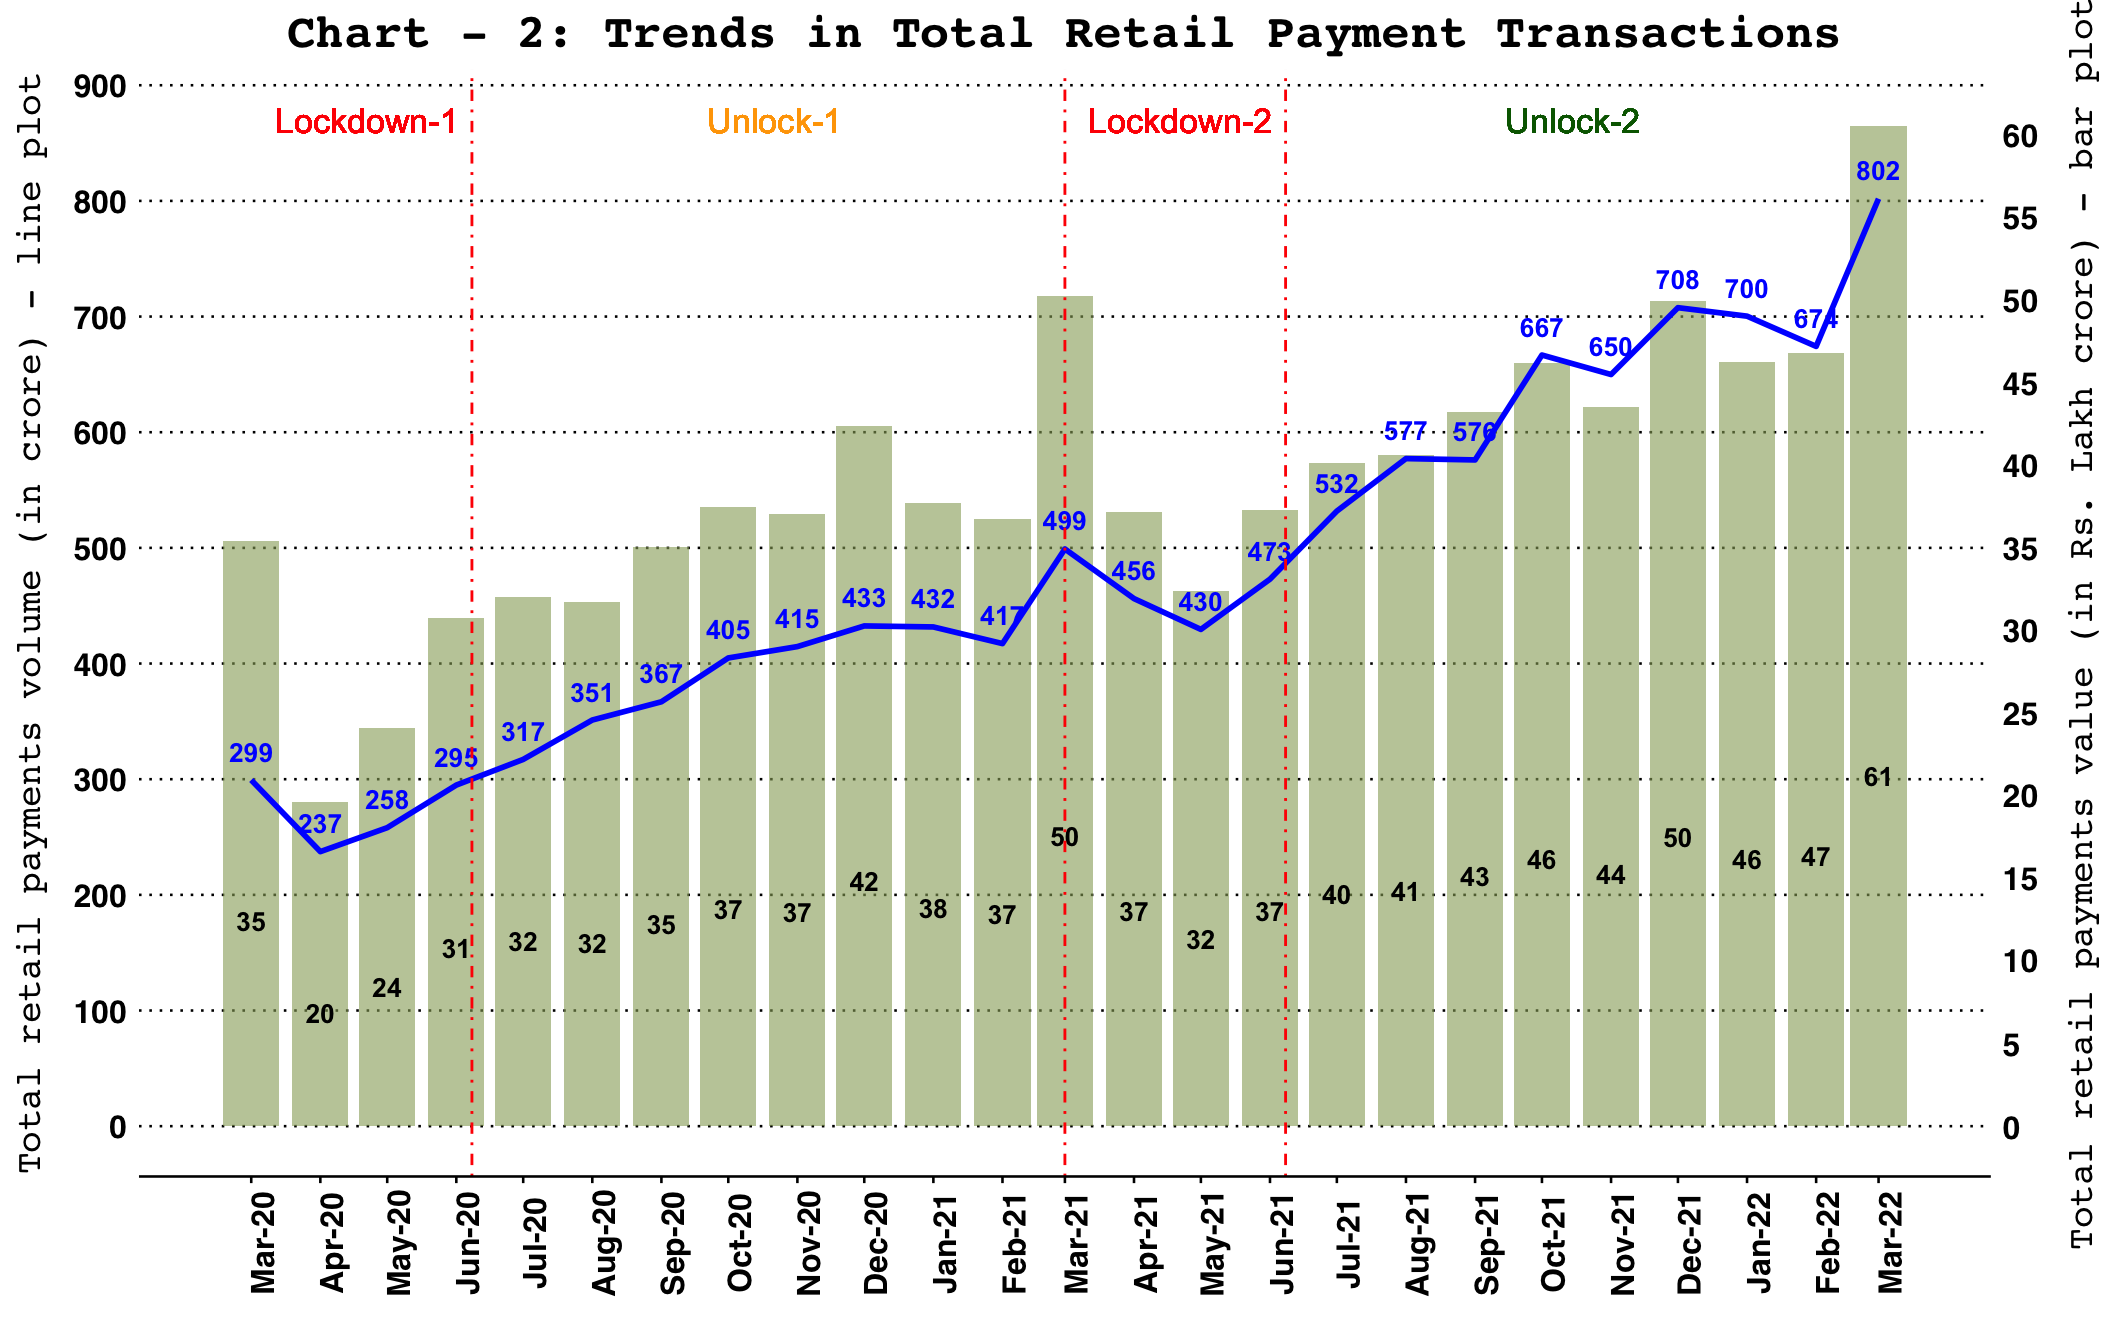 Chart – 2: Trends in Total Retail Payment Transactions
Total retail payments volume (in crore) – line plot
900
800
700
600
500
400
300
200
100
0
Lockdown-1
Unlock-1
Lockdown-2
Unlock-2
299
237
258
295
317
351
367
405
415
433
432
417
499
456
430
473
532
577
576
667
650
708
700
674
802
35
20
24
31
32
32
35
37
37
42
38
37
50
37
32
37
40
41
43
46
44
50
46
47
61
60
55
50
45
40
35
30
25
20
15
10
5
0
Total retail payments value (in Rs. Lakh crore) – bar plot
Mar-20
Apr-20
May-20
Jun-20
Jul-20
Aug-20
Sep-20
Oct-20
Nov-20
Dec-20
Jan-21
Feb-21
Mar-21
Apr-21
May-21
Jun-21
Jul-21
Aug-21
Sep-21
Oct-21
Nov-21
Dec-21
Jan-22
Feb-22
Mar-22